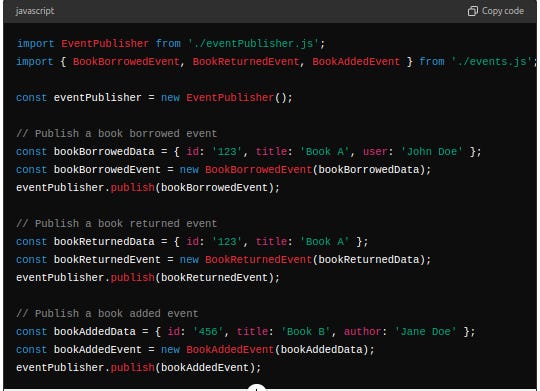 javascript
Copy code
import EventPublisher from './eventPublisher.js';
import { BookBorrowedEvent, BookReturnedEvent, BookAddedEvent } from './events.js';
const eventPublisher = new EventPublisher();
// Publish a book borrowed event
const bookBorrowedData = { id: '123', title: 'Book A', user: 'John Doe' };
const bookBorrowedEvent = new BookBorrowedEvent(bookBorrowedData);
eventPublisher.publish(bookBorrowedEvent);
// Publish a book returned event
const bookReturnedData = { id: '123', title: 'Book A' };
const bookReturnedEvent = new BookReturnedEvent(bookReturnedData);
eventPublisher.publish(bookReturnedEvent);
// Publish a book added event
const bookAddedData = { id: '456', title: 'Book B', author: 'Jane Doe' };
const bookAddedEvent = new BookAddedEvent(bookAddedData);
eventPublisher.publish(bookAddedEvent);